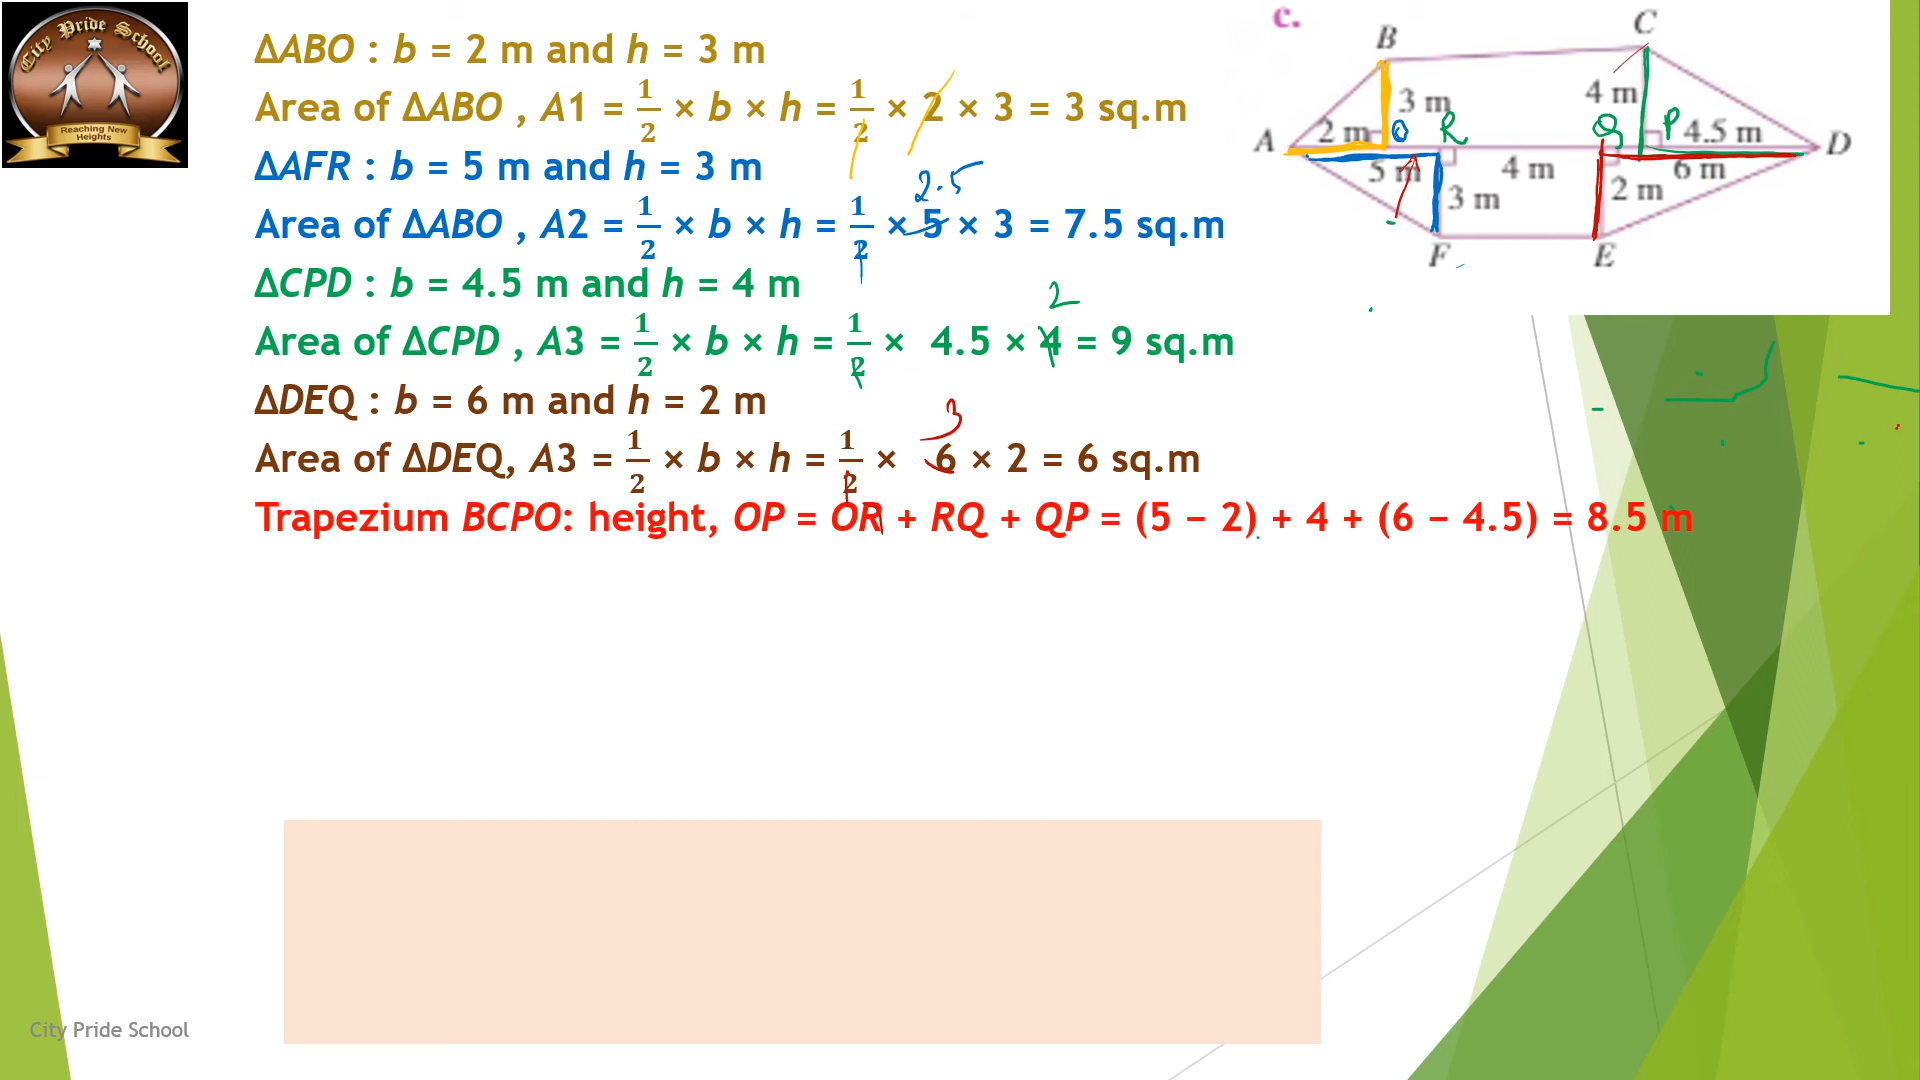 City Pride School
Reaching New
Heights
ΔABO : b = 2 m and h = 3 m
Area of ΔABO , A1 = 1/2 × b × h = 1/2 × 2 × 3 = 3 sq.m
ΔAFR : b = 5 m and h = 3 m
2.5
Area of ΔABO , A2 = 1/2 × b × h = 1/2 × 5 × 3 = 7.5 sq.m
1
ΔCPD : b = 4.5 m and h = 4 m
2
Area of ΔCPD , A3 = 1/2 × b × h = 1/2 × 4.5 × 4 = 9 sq.m
ΔDEQ : b = 6 m and h = 2 m
3
Area of ΔDEQ, A3 = 1/2 × b × h = 1/2 × 6 × 2 = 6 sq.m
Trapezium BCPO: height, OP = OR + RQ + QP = (5 − 2) + 4 + (6 − 4.5) = 8.5 m
c.
B C
3 m 4 m
A 2 m O R Q P 4.5 m D
5 m 4 m 6 m
3 m 2 m
F E
City Pride School